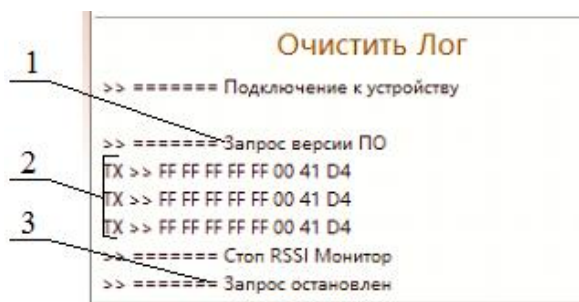 Очистить Лог
1
>> ======= Подключение к устройству
>> ======= Запрос версии ПО
2
TX >> FF FF FF FF FF 00 41 D4
TX >> FF FF FF FF FF 00 41 D4
3
TX >> FF FF FF FF FF 00 41 D4
>> ======= Стоп RSSI Монитор
>> ======= Запрос остановлен